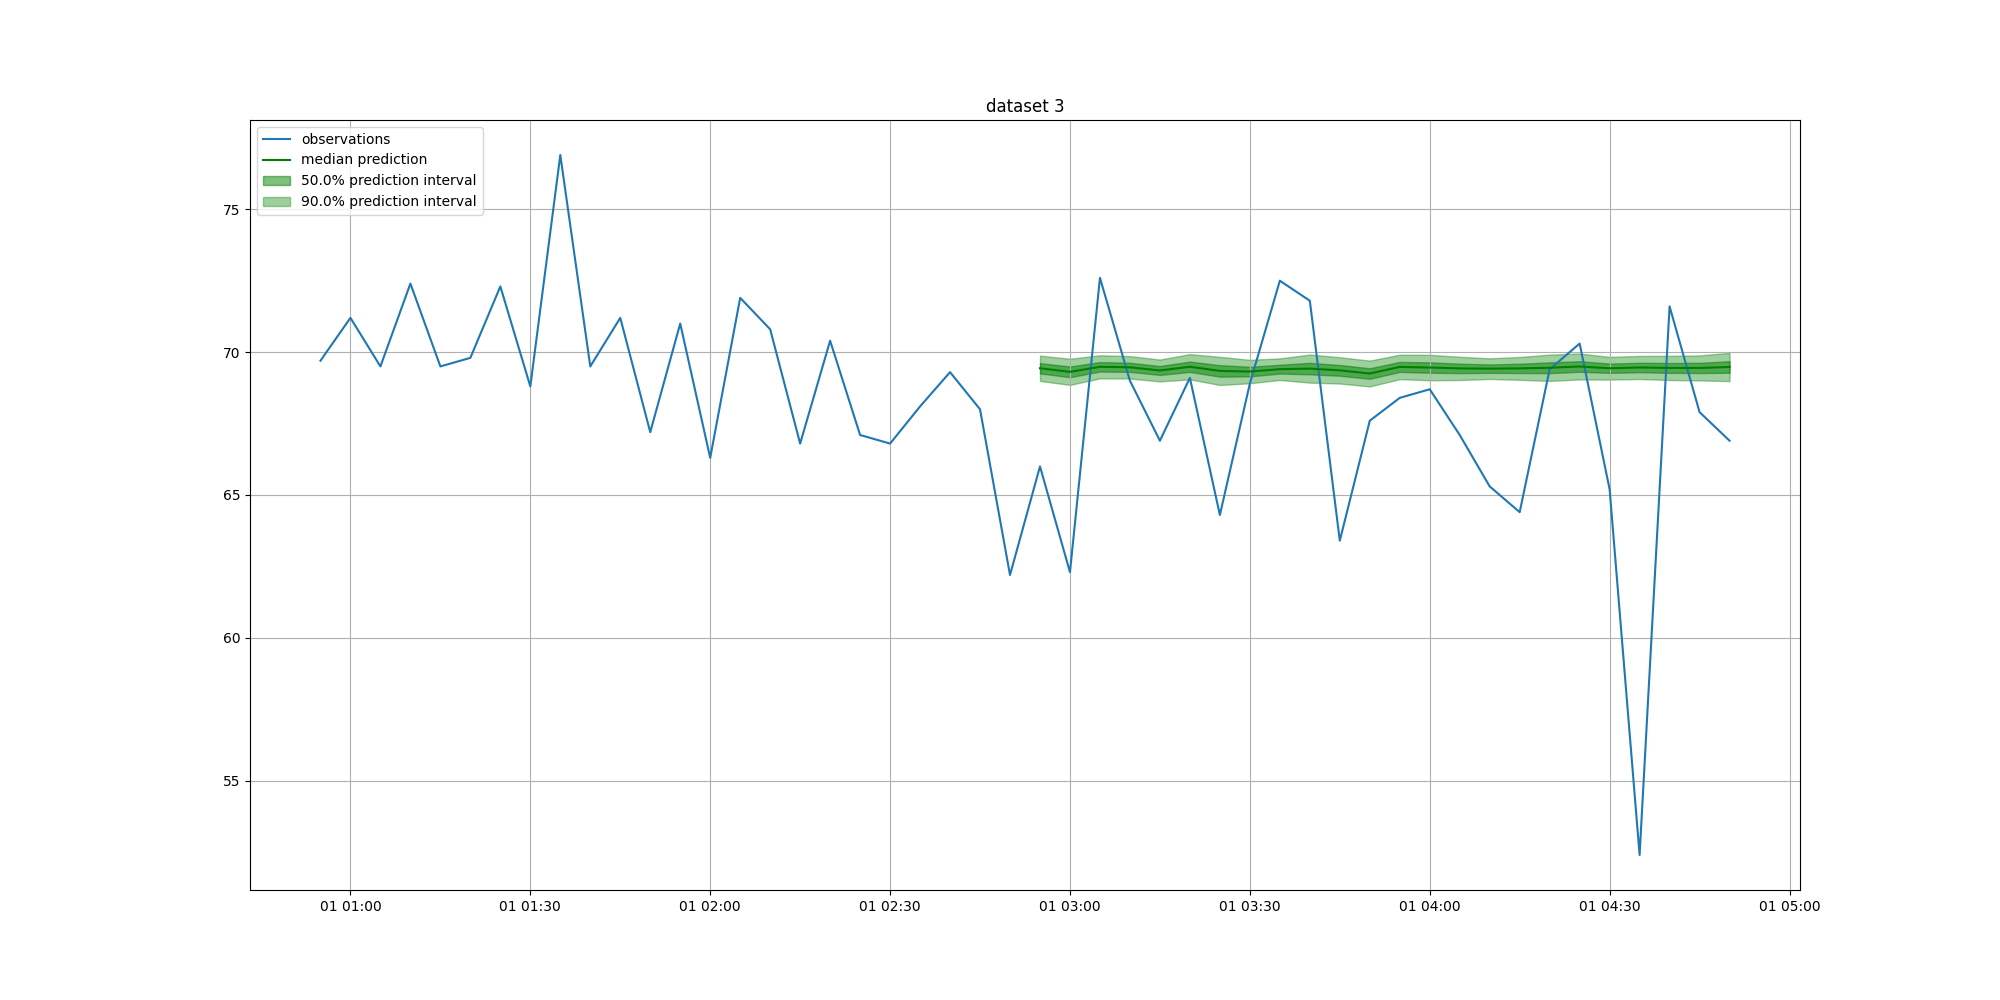 dataset 3
observations
median prediction
50.0% prediction interval
90.0% prediction interval
75
70
65
60
55
01 01:00
01 01:30
01 02:00
01 02:30
01 03:00
01 03:30
01 04:00
01 04:30
01 05:00